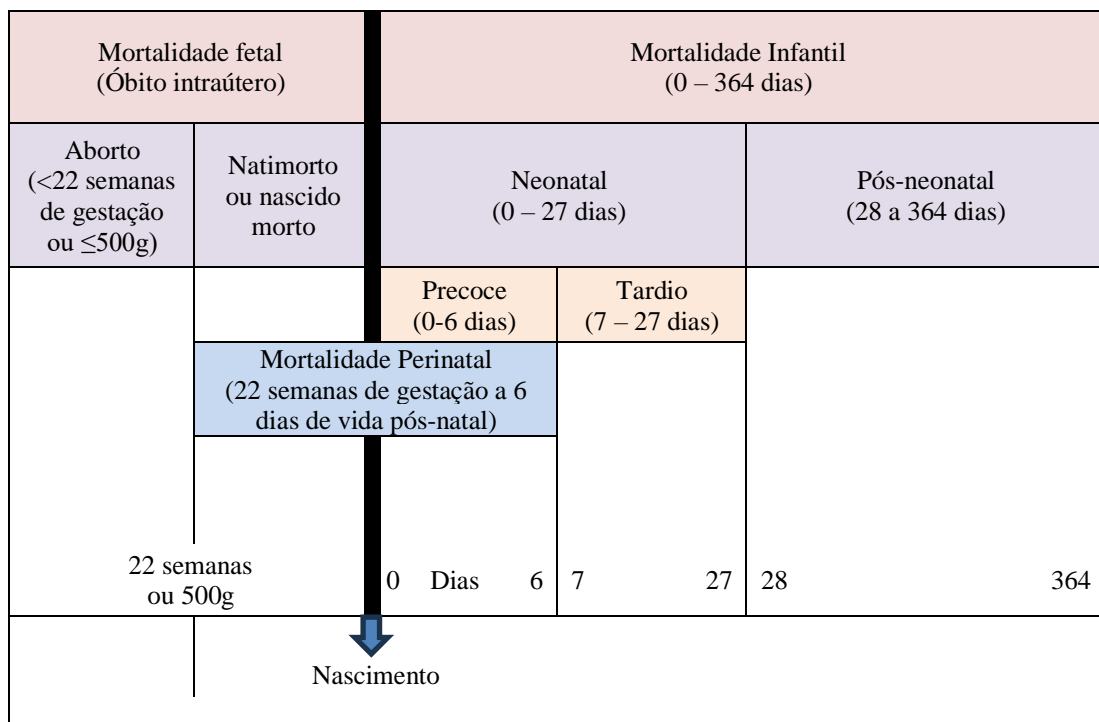 Mortalidade fetal
(Óbito intraútero)
Mortalidade Infantil
(0 – 364 dias)
Aborto
(<22 semanas
de gestação
ou ≤500g)
Natimorto
ou nascido
morto
Neonatal
(0 – 27 dias)
Pós-neonatal
(28 a 364 dias)
Precoce
(0-6 dias)
Tardio
(7 – 27 dias)
Mortalidade Perinatal
(22 semanas de gestação a 6
dias de vida pós-natal)
22 semanas
ou 500g
0 Dias 6 7 27 28 364
Nascimento